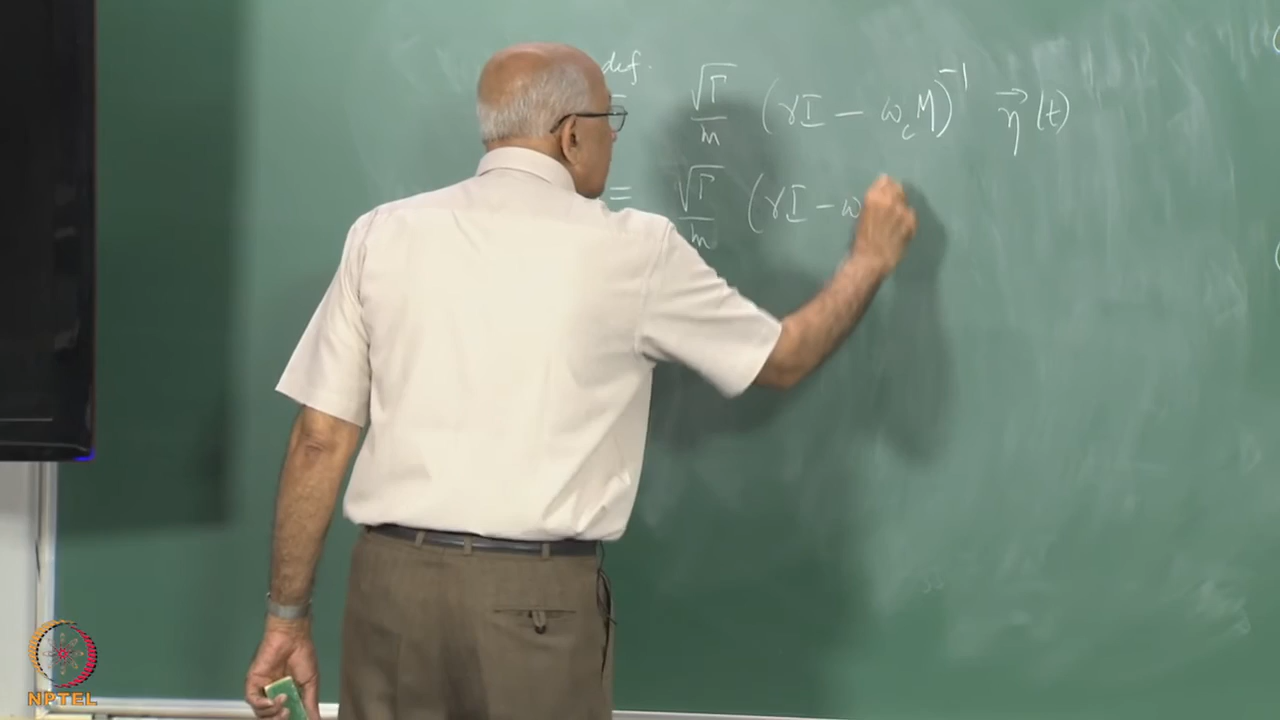 def. √Γ/m (γI − ω_c M)⁻¹ η⃗(t)
= √Γ/m (γI − ω
NPTEL